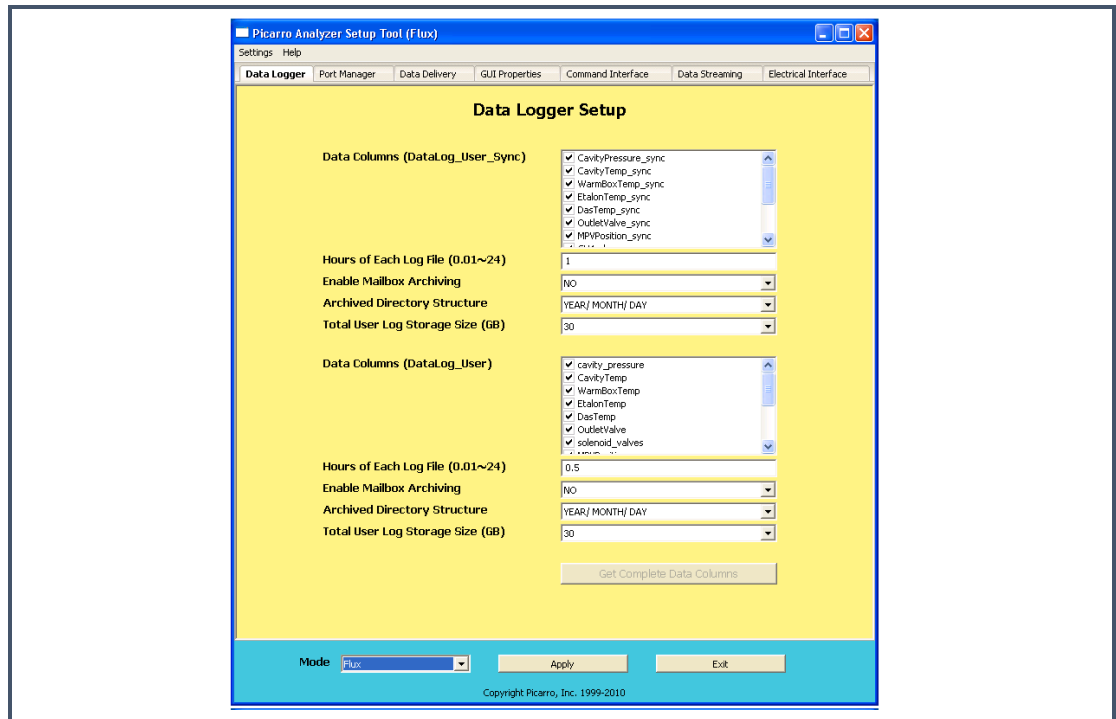 Picarro Analyzer Setup Tool (Flux)
Settings Help
Data Logger Port Manager Data Delivery GUI Properties Command Interface Data Streaming Electrical Interface
Data Logger Setup
Data Columns (DataLog_User_Sync)
CavityPressure_sync
CavityTemp_sync
WarmBoxTemp_sync
EtalonTemp_sync
DasTemp_sync
OutletValve_sync
MPVPosition_sync
Hours of Each Log File (0.01~24) 1
Enable Mailbox Archiving NO
Archived Directory Structure YEAR/ MONTH/ DAY
Total User Log Storage Size (GB) 30
Data Columns (DataLog_User)
cavity_pressure
CavityTemp
WarmBoxTemp
EtalonTemp
DasTemp
OutletValve
solenoid_valves
Hours of Each Log File (0.01~24) 0.5
Enable Mailbox Archiving NO
Archived Directory Structure YEAR/ MONTH/ DAY
Total User Log Storage Size (GB) 30
Get Complete Data Columns
Mode Flux Apply Exit
Copyright Picarro, Inc. 1999-2010